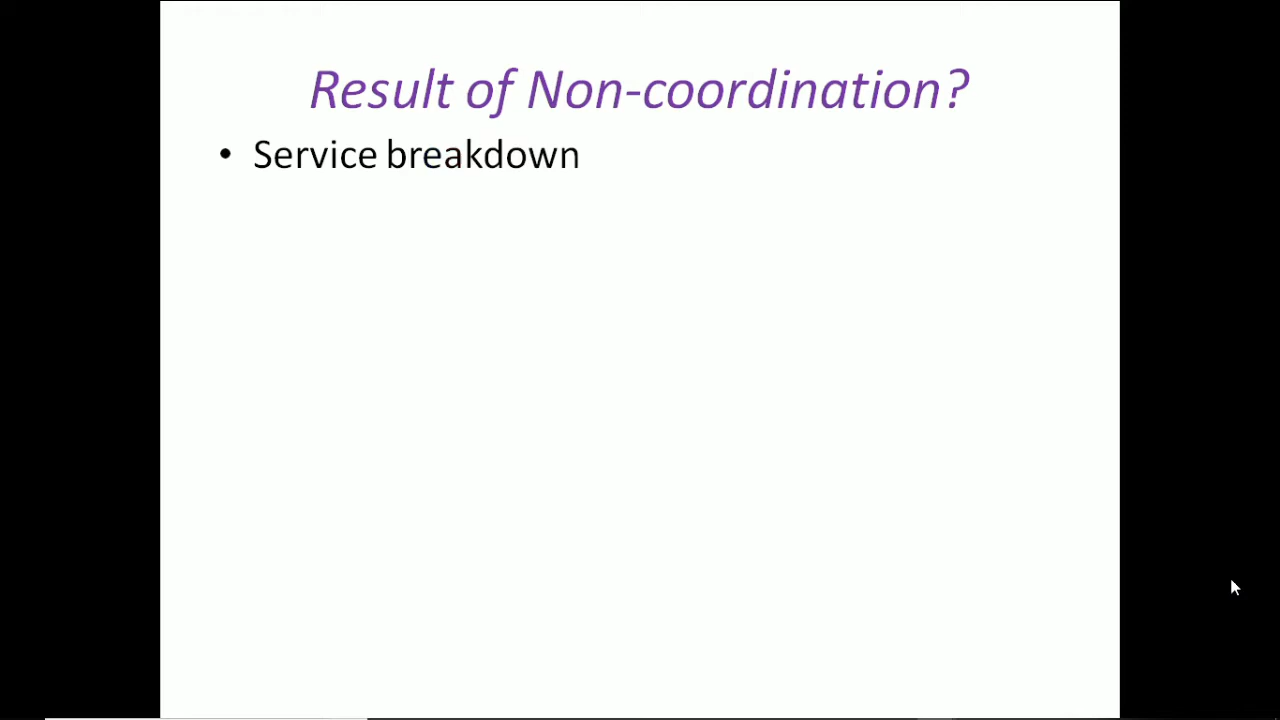 Result of Non-coordination?
• Service breakdown